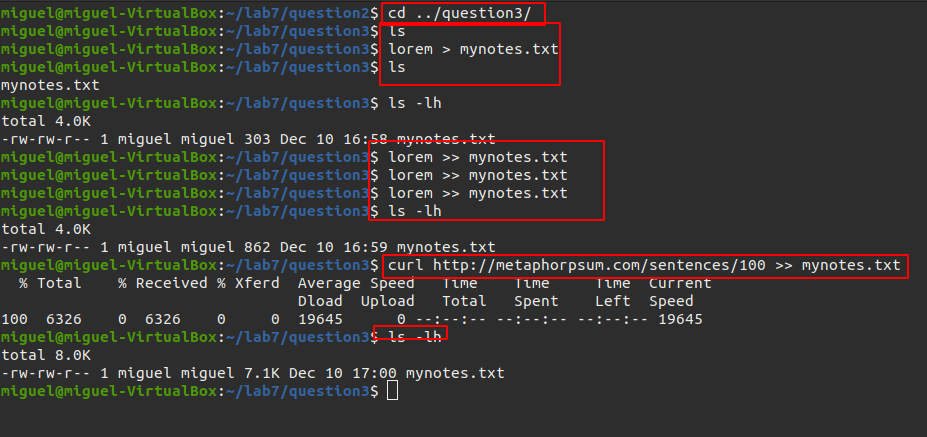 miguel@miguel-VirtualBox:~/lab7/question2$ cd ../question3/
miguel@miguel-VirtualBox:~/lab7/question3$ ls
miguel@miguel-VirtualBox:~/lab7/question3$ lorem > mynotes.txt
miguel@miguel-VirtualBox:~/lab7/question3$ ls
mynotes.txt
miguel@miguel-VirtualBox:~/lab7/question3$ ls -lh
total 4.0K
-rw-rw-r-- 1 miguel miguel 303 Dec 10 16:58 mynotes.txt
miguel@miguel-VirtualBox:~/lab7/question3$ lorem >> mynotes.txt
miguel@miguel-VirtualBox:~/lab7/question3$ lorem >> mynotes.txt
miguel@miguel-VirtualBox:~/lab7/question3$ lorem >> mynotes.txt
miguel@miguel-VirtualBox:~/lab7/question3$ ls -lh
total 4.0K
-rw-rw-r-- 1 miguel miguel 862 Dec 10 16:59 mynotes.txt
miguel@miguel-VirtualBox:~/lab7/question3$ curl http://metaphorpsum.com/sentences/100 >> mynotes.txt
  % Total    % Received % Xferd  Average Speed   Time    Time     Time  Current
                                 Dload  Upload   Total   Spent    Left  Speed
100  6326    0  6326    0     0  19645      0 --:--:-- --:--:-- --:--:-- 19645
miguel@miguel-VirtualBox:~/lab7/question3$ ls -lh
total 8.0K
-rw-rw-r-- 1 miguel miguel 7.1K Dec 10 17:00 mynotes.txt
miguel@miguel-VirtualBox:~/lab7/question3$